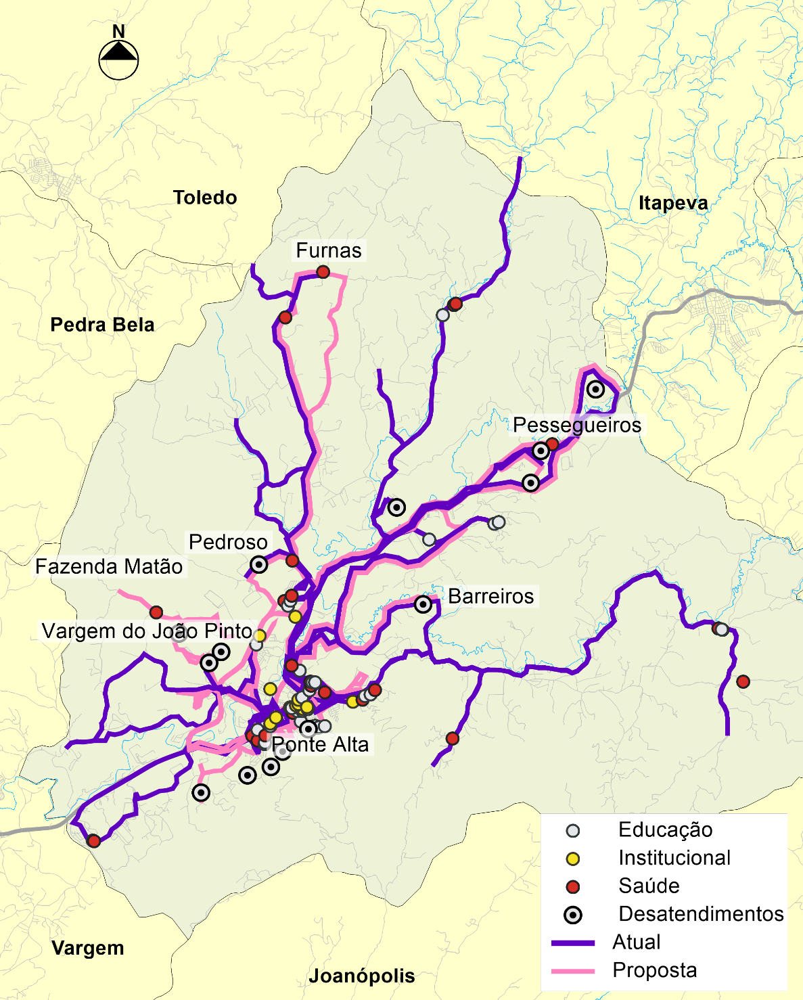 N
Toledo
Itapeva
Furnas
Pedra Bela
Pessegueiros
Pedroso
Fazenda Matão
Barreiros
Vargem do João Pinto
Ponte Alta
Educação
Institucional
Saúde
Desatendimentos
Atual
Proposta
Vargem
Joanópolis